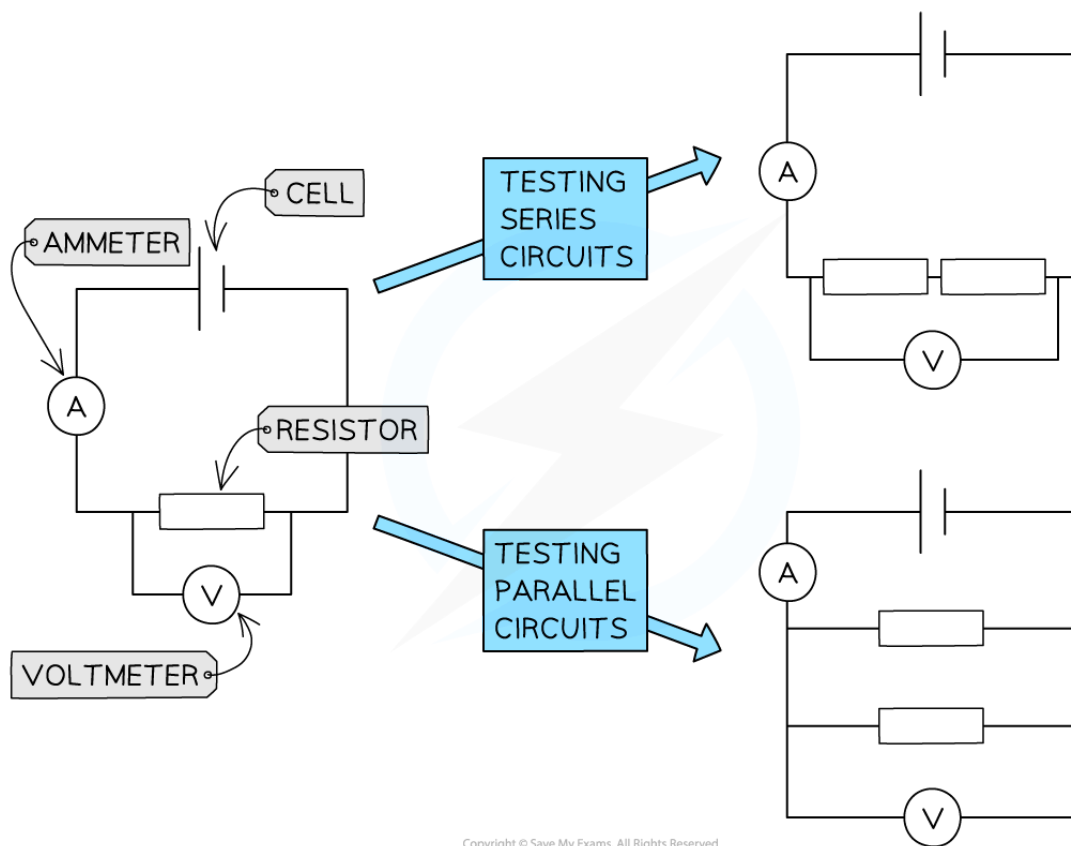 CELL
AMMETER
A
RESISTOR
V
VOLTMETER
TESTING
SERIES
CIRCUITS
A
V
TESTING
PARALLEL
CIRCUITS
A
V
Copyright © Save My Exams. All Rights Reserved